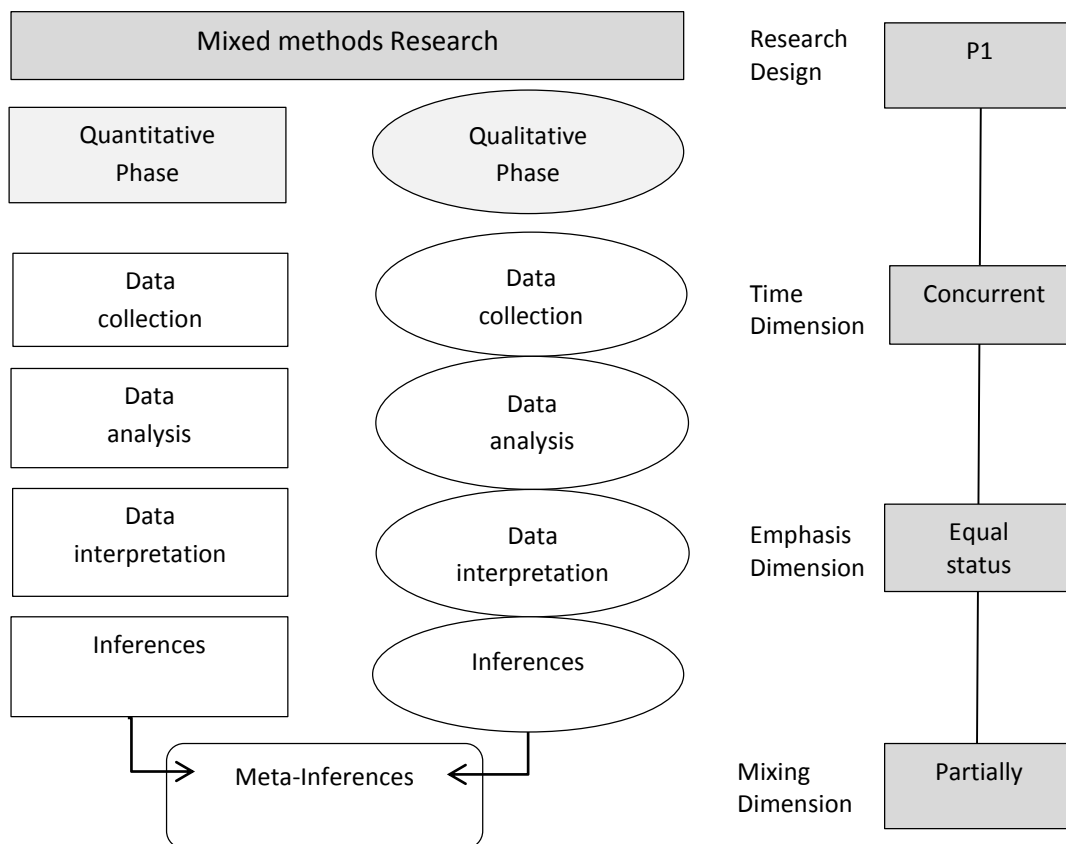 Mixed methods Research
Quantitative
Phase
Qualitative
Phase
Data
collection
Data
collection
Data
analysis
Data
analysis
Data
interpretation
Data
interpretation
Inferences
Inferences
Meta-Inferences
Research
Design
P1
Time
Dimension
Concurrent
Emphasis
Dimension
Equal
status
Mixing
Dimension
Partially